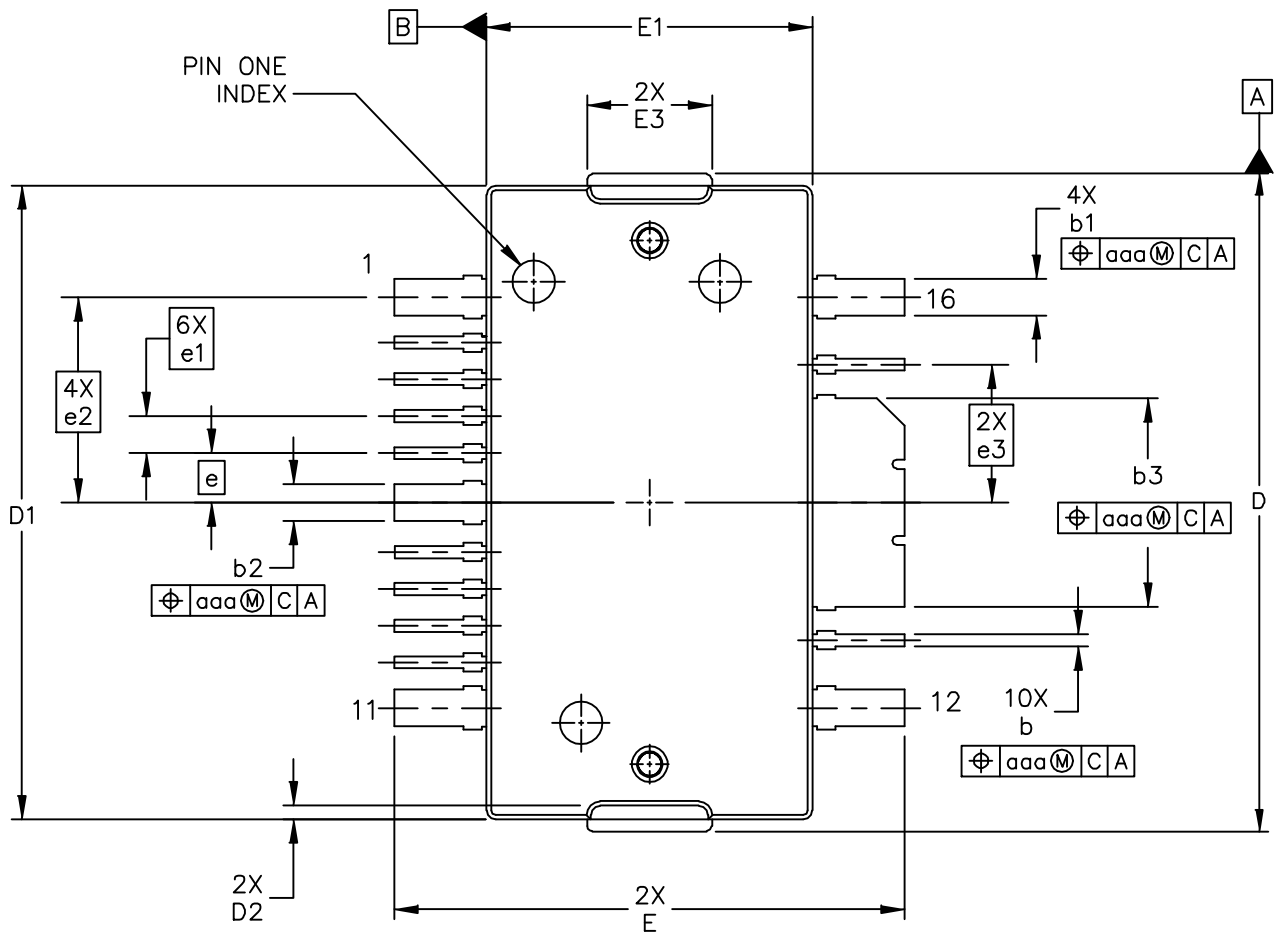 B
E1
PIN ONE
INDEX
2X
E3
A
4X
b1
⌖ aaa Ⓜ C A
1
16
6X
e1
4X
e2
2X
e3
e
b3
⌖ aaa Ⓜ C A
D1
D
b2
⌖ aaa Ⓜ C A
11
12
10X
b
⌖ aaa Ⓜ C A
2X
D2
2X
E